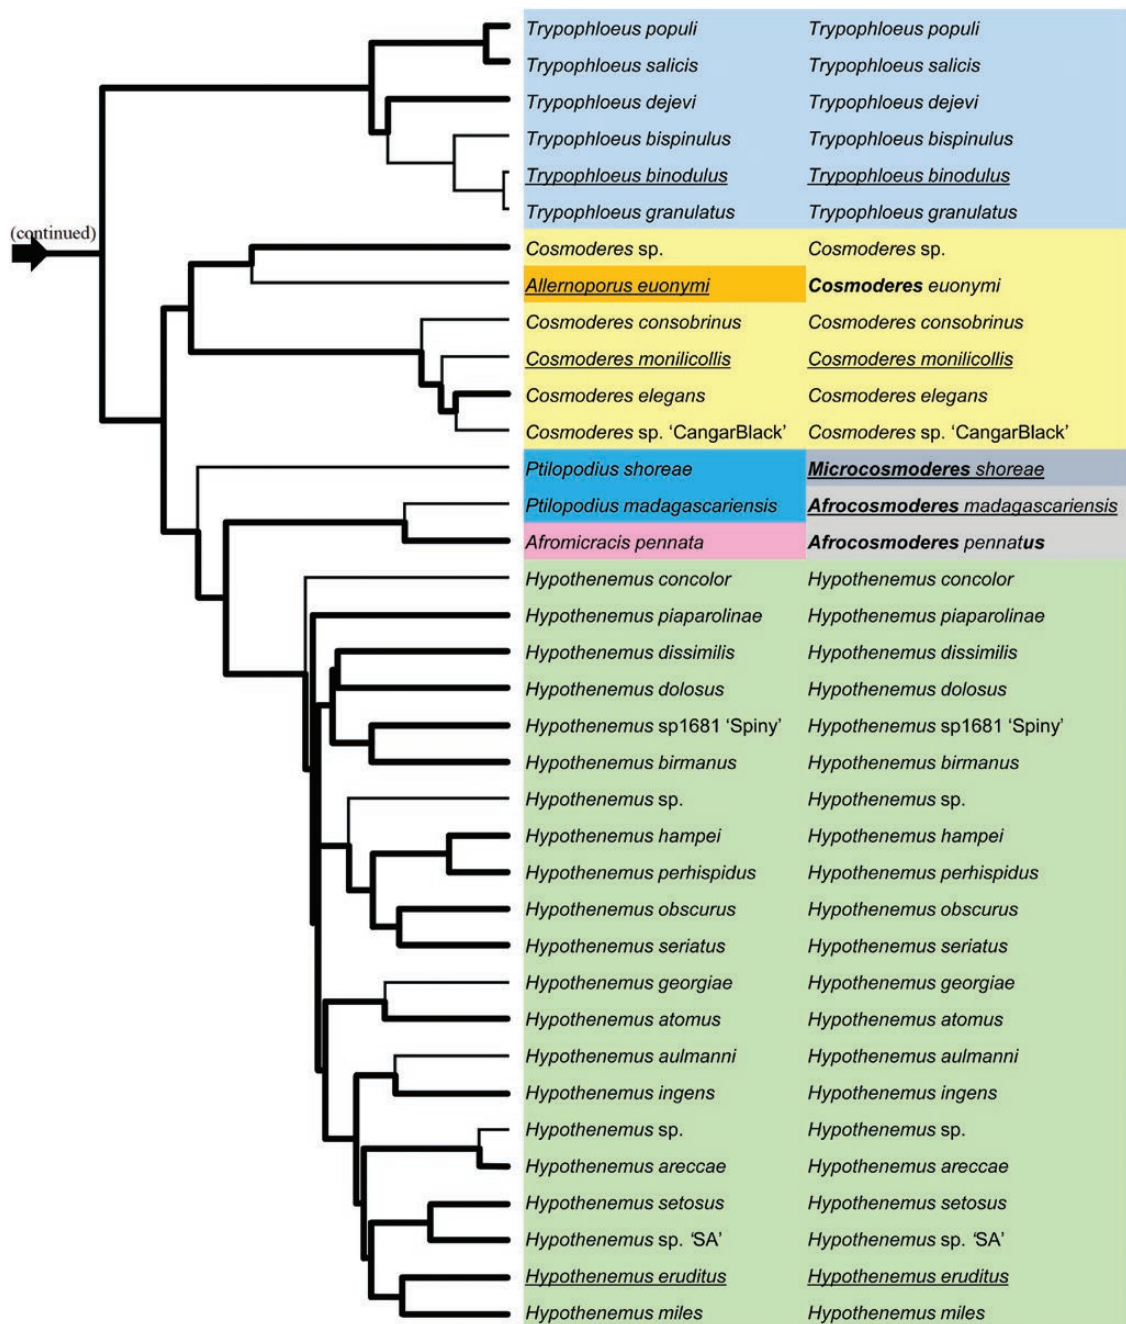 Trypophloeus populi Trypophloeus populi
Trypophloeus salicis Trypophloeus salicis
Trypophloeus dejevi Trypophloeus dejevi
Trypophloeus bispinulus Trypophloeus bispinulus
Trypophloeus binodulus Trypophloeus binodulus
Trypophloeus granulatus Trypophloeus granulatus
(continued)
Cosmoderes sp. Cosmoderes sp.
Allernoporus euonymi Cosmoderes euonymi
Cosmoderes consobrinus Cosmoderes consobrinus
Cosmoderes monilicollis Cosmoderes monilicollis
Cosmoderes elegans Cosmoderes elegans
Cosmoderes sp. ‘CangarBlack’ Cosmoderes sp. ‘CangarBlack’
Ptilopodius shoreae Microcosmoderes shoreae
Ptilopodius madagascariensis Afrocosmoderes madagascariensis
Afromicracis pennata Afrocosmoderes pennatus
Hypothenemus concolor Hypothenemus concolor
Hypothenemus piaparolinae Hypothenemus piaparolinae
Hypothenemus dissimilis Hypothenemus dissimilis
Hypothenemus dolosus Hypothenemus dolosus
Hypothenemus sp1681 ‘Spiny’ Hypothenemus sp1681 ‘Spiny’
Hypothenemus birmanus Hypothenemus birmanus
Hypothenemus sp. Hypothenemus sp.
Hypothenemus hampei Hypothenemus hampei
Hypothenemus perhispidus Hypothenemus perhispidus
Hypothenemus obscurus Hypothenemus obscurus
Hypothenemus seriatus Hypothenemus seriatus
Hypothenemus georgiae Hypothenemus georgiae
Hypothenemus atomus Hypothenemus atomus
Hypothenemus aulmanni Hypothenemus aulmanni
Hypothenemus ingens Hypothenemus ingens
Hypothenemus sp. Hypothenemus sp.
Hypothenemus areccae Hypothenemus areccae
Hypothenemus setosus Hypothenemus setosus
Hypothenemus sp. ‘SA’ Hypothenemus sp. ‘SA’
Hypothenemus eruditus Hypothenemus eruditus
Hypothenemus miles Hypothenemus miles